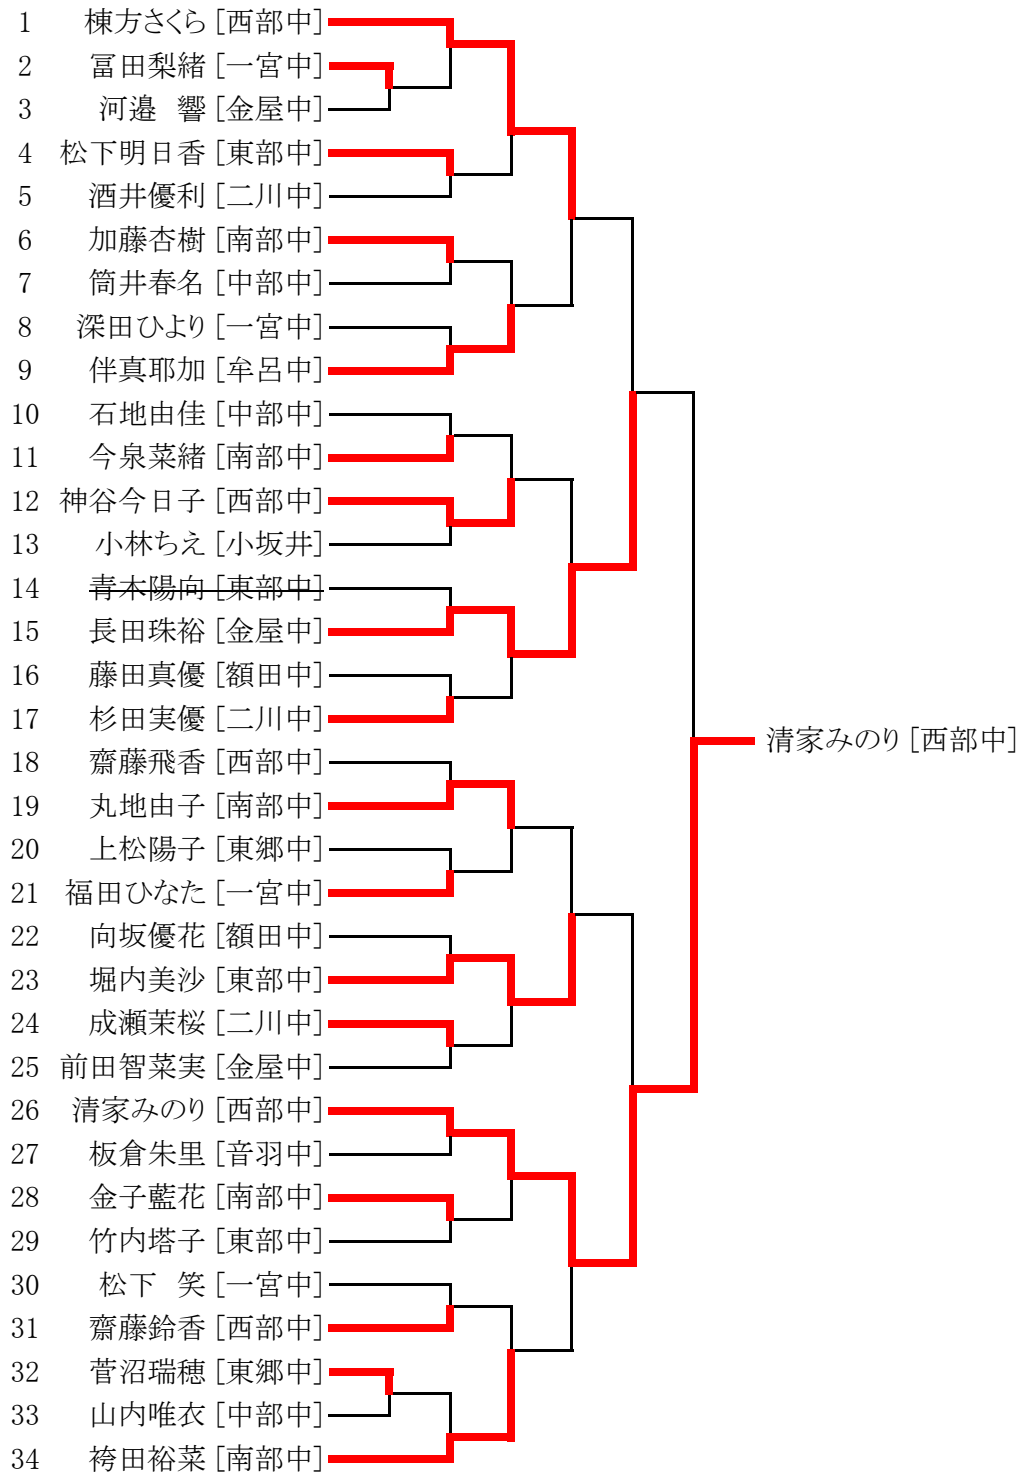 1 棟方さくら [西部中]
2 冨田梨緒 [一宮中]
3 河邉 響 [金屋中]
4 松下明日香 [東部中]
5 酒井優利 [二川中]
6 加藤杏樹 [南部中]
7 筒井春名 [中部中]
8 深田ひより [一宮中]
9 伴真耶加 [牟呂中]
10 石地由佳 [中部中]
11 今泉菜緒 [南部中]
12 神谷今日子 [西部中]
13 小林ちえ [小坂井]
14 青木陽向 [東部中]
15 長田珠裕 [金屋中]
16 藤田真優 [額田中]
17 杉田実優 [二川中]
清家みのり [西部中]
18 齋藤飛香 [西部中]
19 丸地由子 [南部中]
20 上松陽子 [東郷中]
21 福田ひなた [一宮中]
22 向坂優花 [額田中]
23 堀内美沙 [東部中]
24 成瀬茉桜 [二川中]
25 前田智菜実 [金屋中]
26 清家みのり [西部中]
27 板倉朱里 [音羽中]
28 金子藍花 [南部中]
29 竹内塔子 [東部中]
30 松下 笑 [一宮中]
31 齋藤鈴香 [西部中]
32 菅沼瑞穂 [東郷中]
33 山内唯衣 [中部中]
34 袴田裕菜 [南部中]